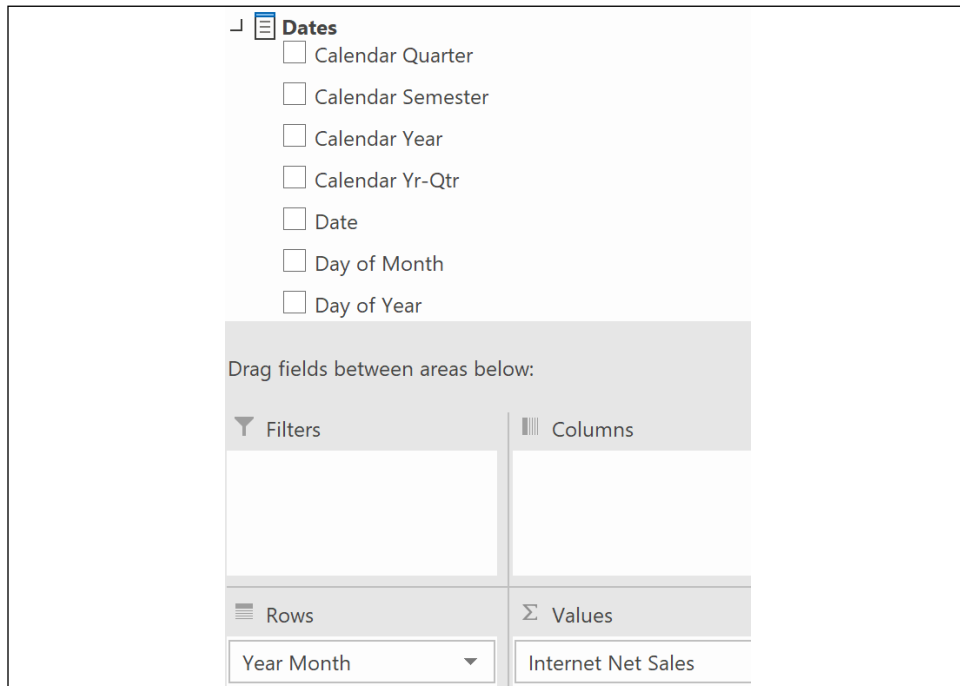 Dates
Calendar Quarter
Calendar Semester
Calendar Year
Calendar Yr-Qtr
Date
Day of Month
Day of Year
Drag fields between areas below:
Filters
Columns
Rows
Σ Values
Year Month
Internet Net Sales